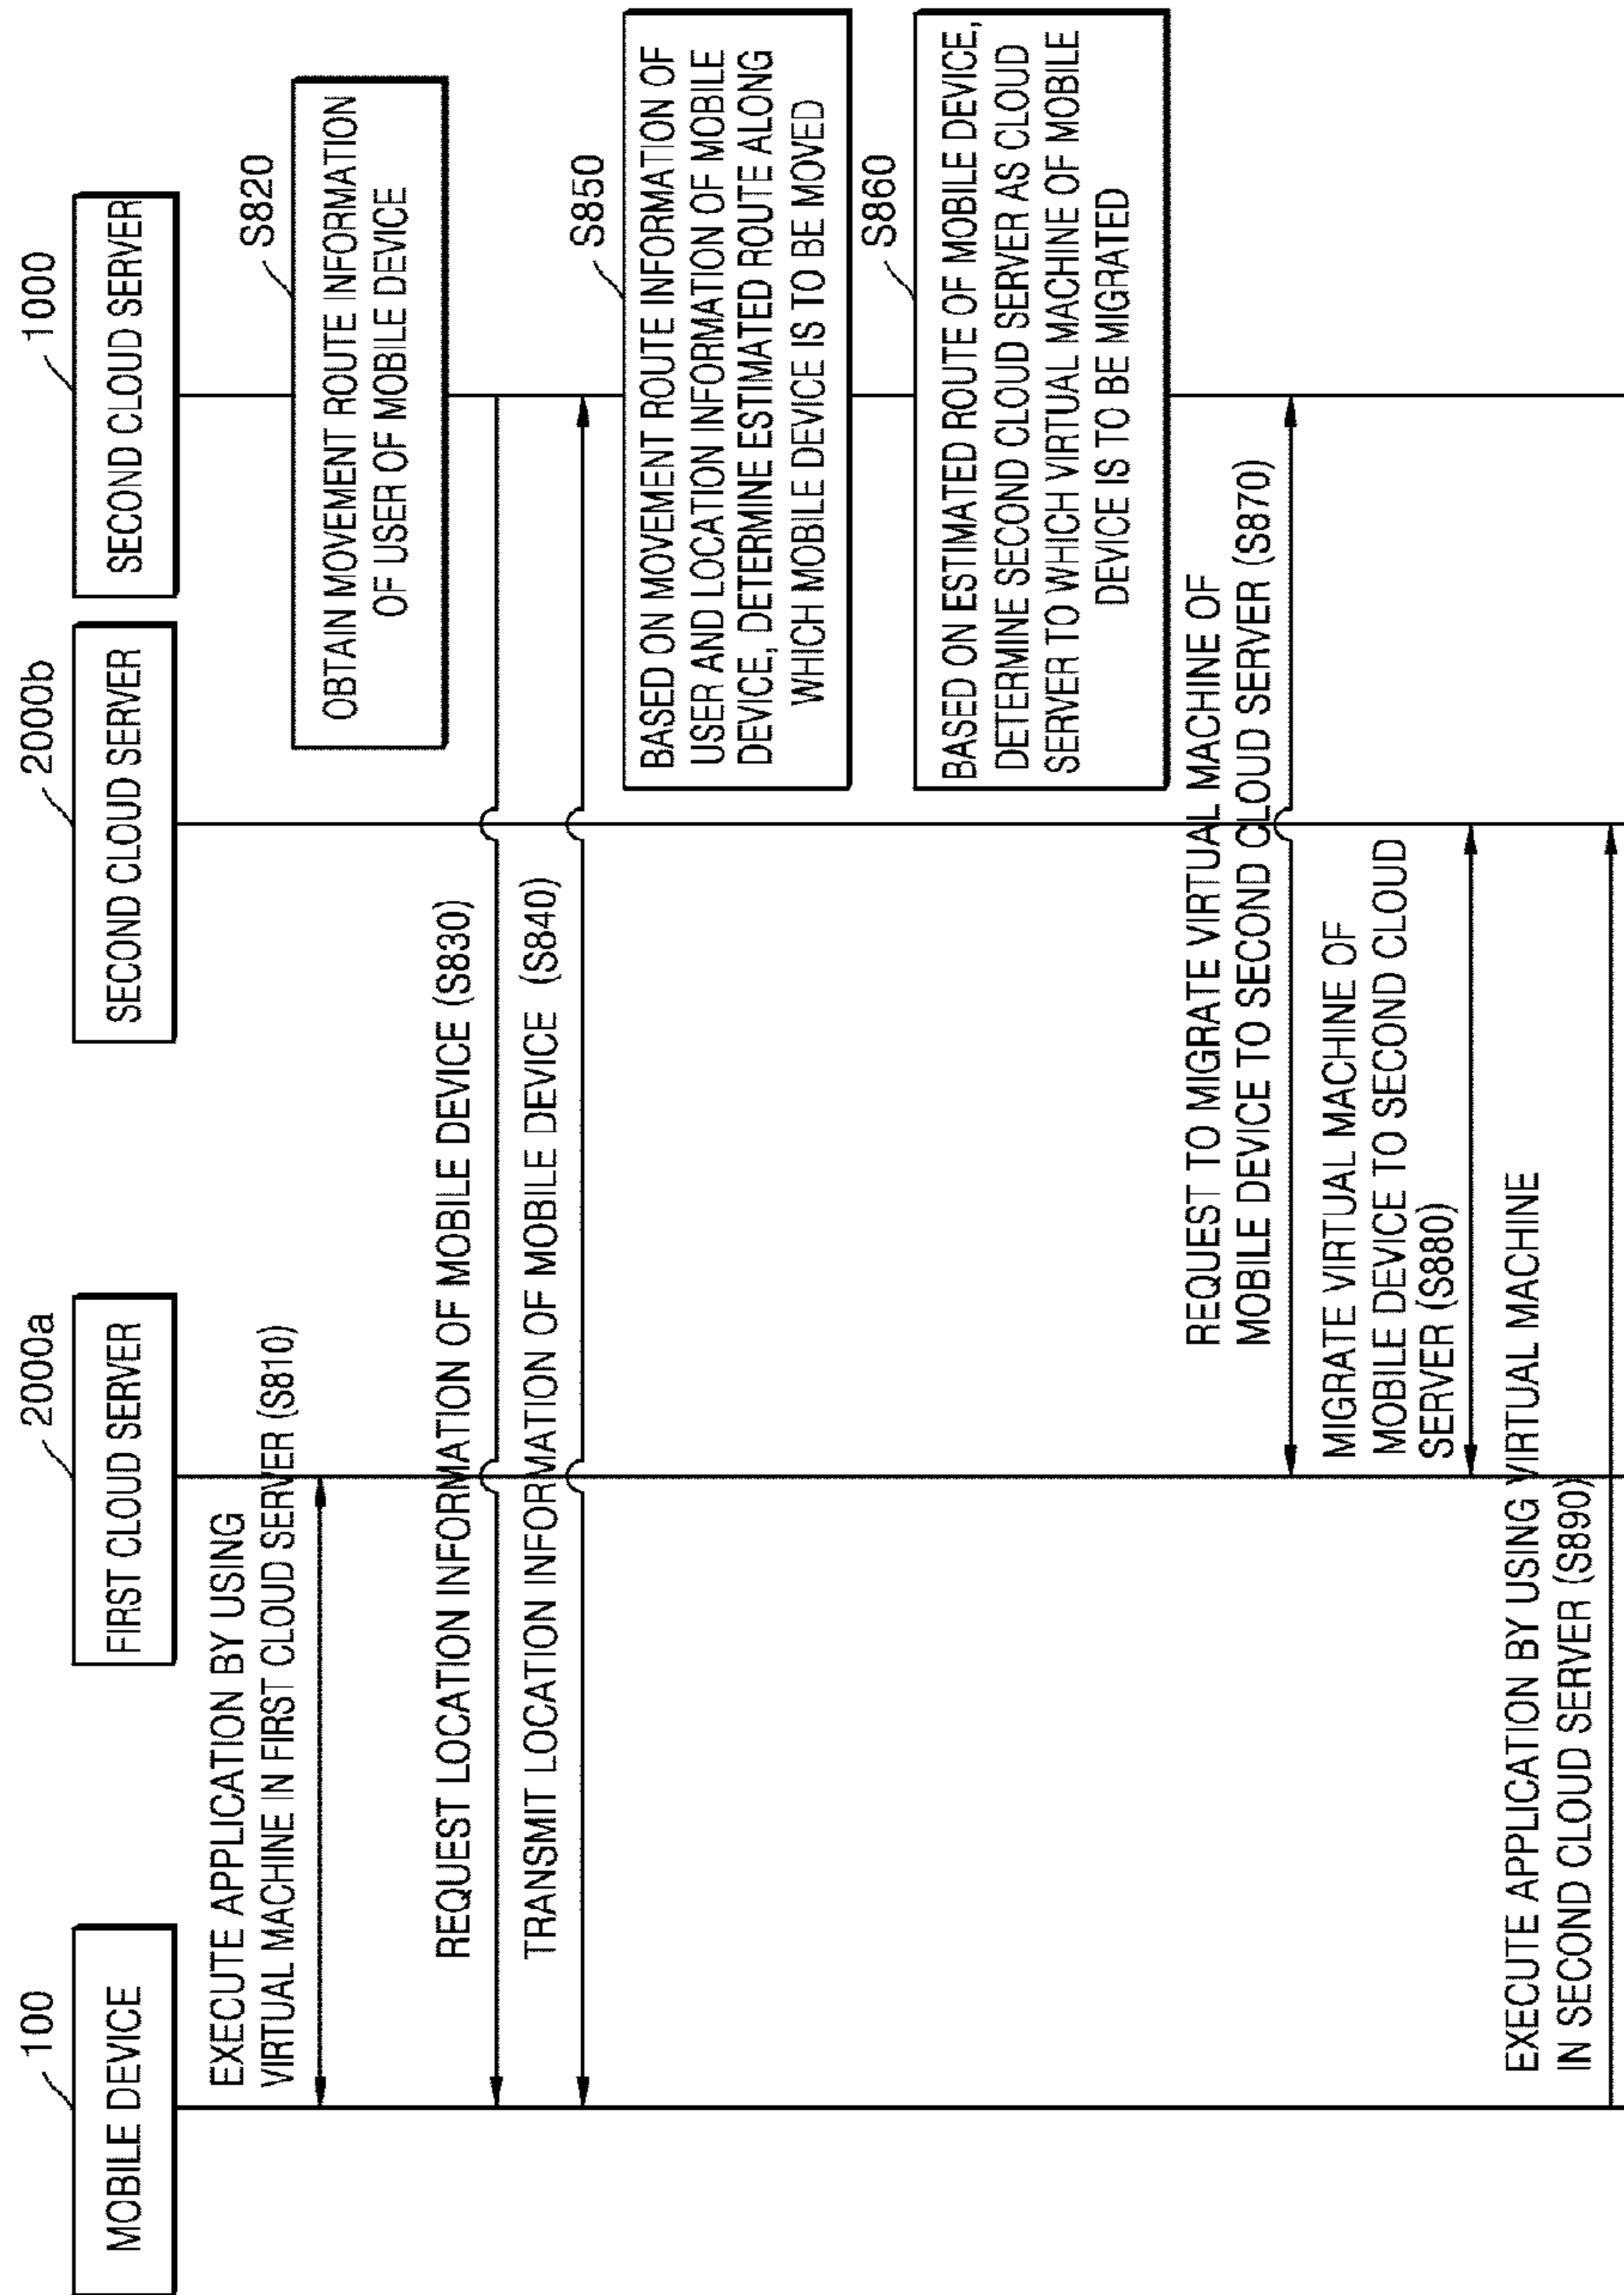 100
MOBILE DEVICE
2000a
FIRST CLOUD SERVER
2000b
SECOND CLOUD SERVER
1000
SECOND CLOUD SERVER
EXECUTE APPLICATION BY USING
VIRTUAL MACHINE IN FIRST CLOUD SERVER (S810)
S820
OBTAIN MOVEMENT ROUTE INFORMATION
OF USER OF MOBILE DEVICE
REQUEST LOCATION INFORMATION OF MOBILE DEVICE (S830)
TRANSMIT LOCATION INFORMATION OF MOBILE DEVICE (S840)
S850
BASED ON MOVEMENT ROUTE INFORMATION OF
USER AND LOCATION INFORMATION OF MOBILE
DEVICE, DETERMINE ESTIMATED ROUTE ALONG
WHICH MOBILE DEVICE IS TO BE MOVED
S860
BASED ON ESTIMATED ROUTE OF MOBILE DEVICE,
DETERMINE SECOND CLOUD SERVER AS CLOUD
SERVER TO WHICH VIRTUAL MACHINE OF MOBILE
DEVICE IS TO BE MIGRATED
REQUEST TO MIGRATE VIRTUAL MACHINE OF
MOBILE DEVICE TO SECOND CLOUD SERVER (S870)
MIGRATE VIRTUAL MACHINE OF
MOBILE DEVICE TO SECOND CLOUD
SERVER (S880)
EXECUTE APPLICATION BY USING VIRTUAL MACHINE
IN SECOND CLOUD SERVER (S890)